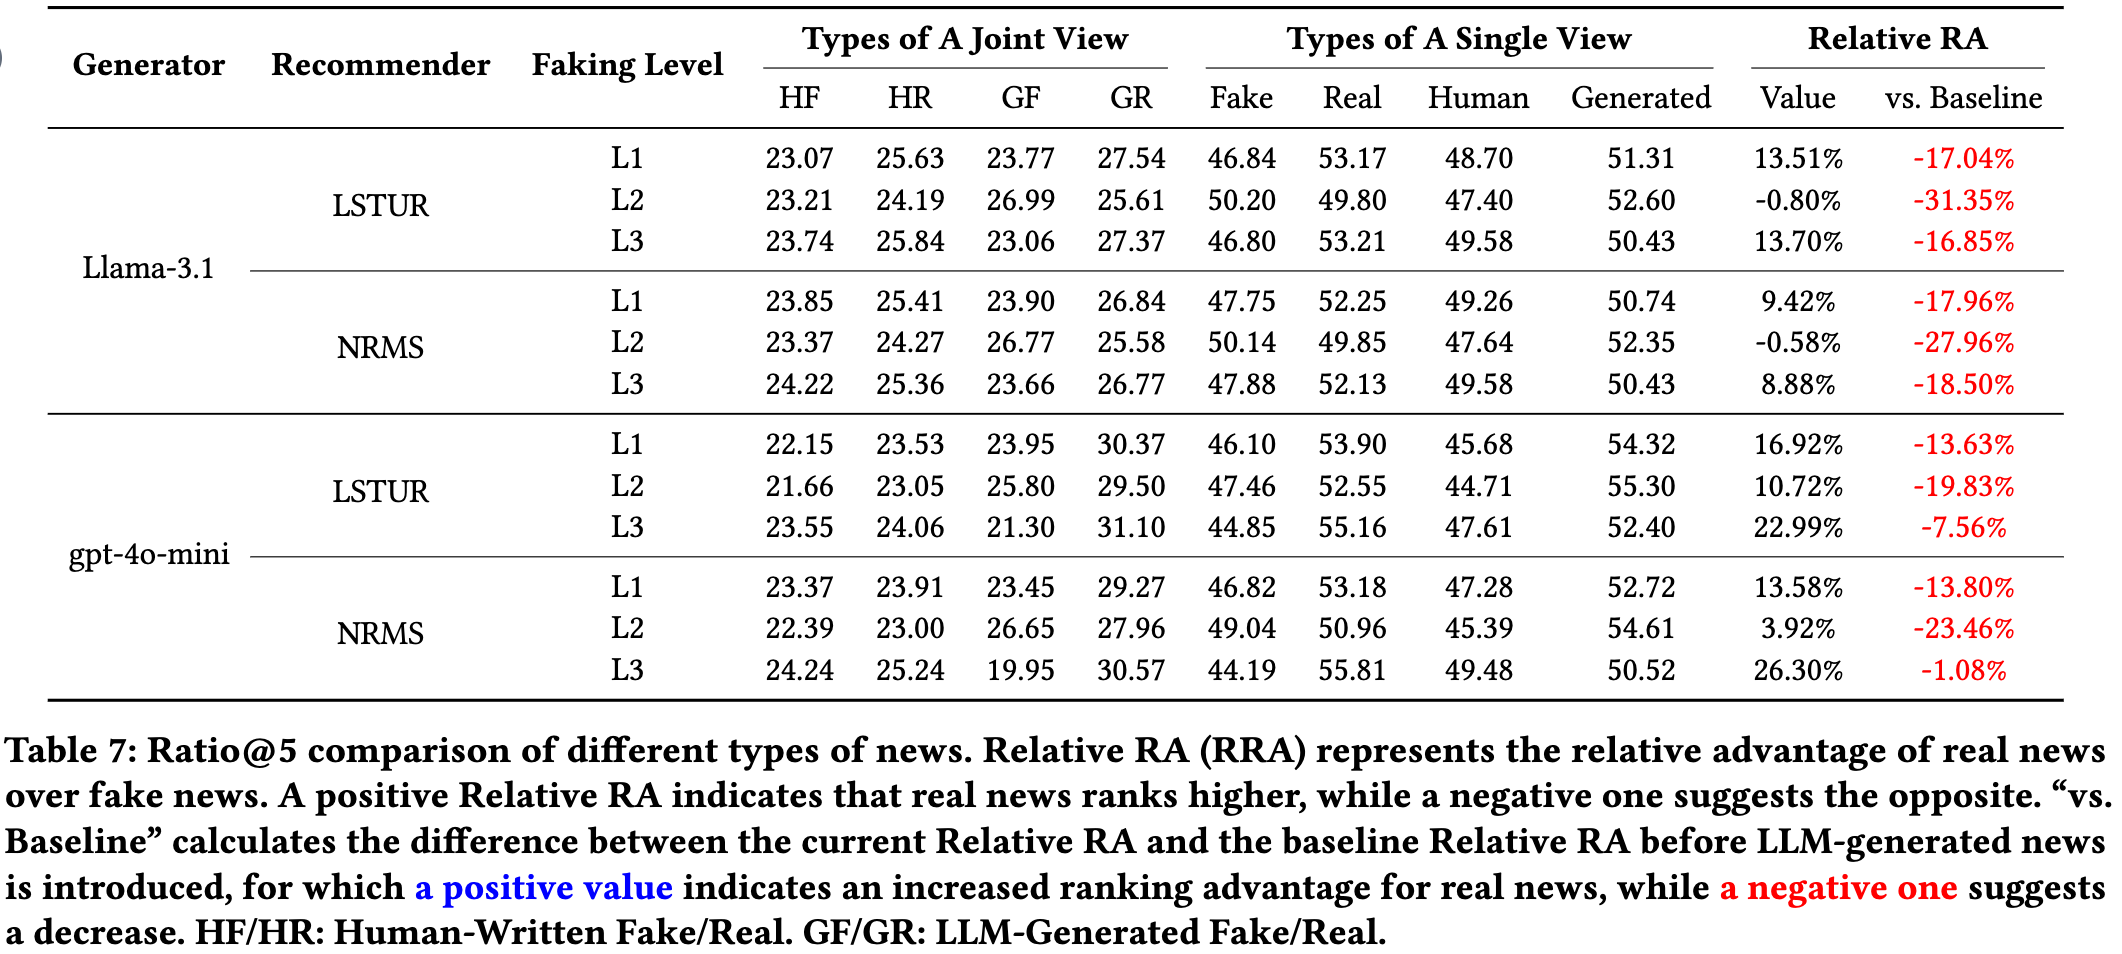 Generator Recommender Faking Level Types of A Joint View Types of A Single View Relative RA
HF HR GF GR Fake Real Human Generated Value vs. Baseline
Llama-3.1 LSTUR L1 23.07 25.63 23.77 27.54 46.84 53.17 48.70 51.31 13.51% -17.04%
L2 23.21 24.19 26.99 25.61 50.20 49.80 47.40 52.60 -0.80% -31.35%
L3 23.74 25.84 23.06 27.37 46.80 53.21 49.58 50.43 13.70% -16.85%
NRMS L1 23.85 25.41 23.90 26.84 47.75 52.25 49.26 50.74 9.42% -17.96%
L2 23.37 24.27 26.77 25.58 50.14 49.85 47.64 52.35 -0.58% -27.96%
L3 24.22 25.36 23.66 26.77 47.88 52.13 49.58 50.43 8.88% -18.50%
gpt-4o-mini LSTUR L1 22.15 23.53 23.95 30.37 46.10 53.90 45.68 54.32 16.92% -13.63%
L2 21.66 23.05 25.80 29.50 47.46 52.55 44.71 55.30 10.72% -19.83%
L3 23.55 24.06 21.30 31.10 44.85 55.16 47.61 52.40 22.99% -7.56%
NRMS L1 23.37 23.91 23.45 29.27 46.82 53.18 47.28 52.72 13.58% -13.80%
L2 22.39 23.00 26.65 27.96 49.04 50.96 45.39 54.61 3.92% -23.46%
L3 24.24 25.24 19.95 30.57 44.19 55.81 49.48 50.52 26.30% -1.08%
Table 7: Ratio@5 comparison of different types of news. Relative RA (RRA) represents the relative advantage of real news
over fake news. A positive Relative RA indicates that real news ranks higher, while a negative one suggests the opposite. “vs.
Baseline” calculates the difference between the current Relative RA and the baseline Relative RA before LLM-generated news
is introduced, for which a positive value indicates an increased ranking advantage for real news, while a negative one suggests
a decrease. HF/HR: Human-Written Fake/Real. GF/GR: LLM-Generated Fake/Real.